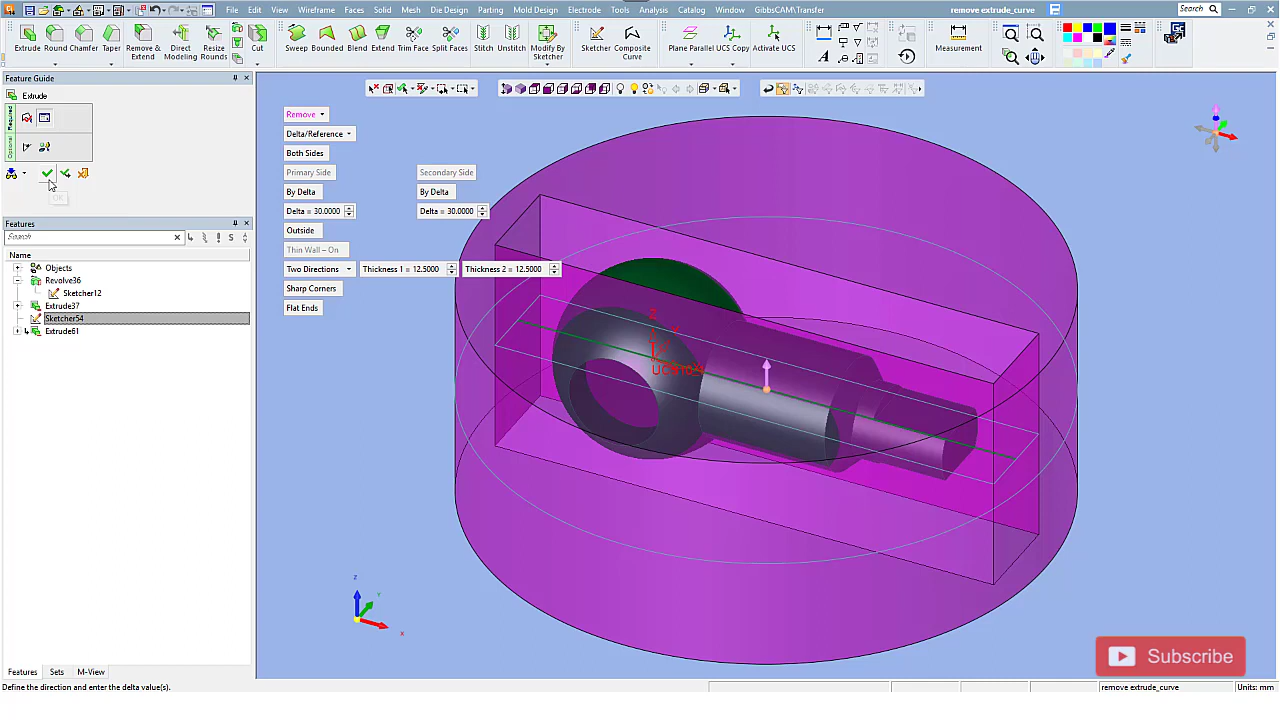 File Edit View Wireframe Faces Solid Mesh Die Design Parting Mold Design Electrode Tools Analysis Catalog Window GibbsCAM\Transfer
remove extrude_curve
Search
Extrude Round Chamfer Taper Remove & Extend Direct Modeling Resize Rounds Cut Sweep Bounded Blend End Trimming Split Faces Stitch Unstitch Modify By Sketcher Sketcher Composite Curve Plane Parallel UCS Copy Activate UCS Measurement
Feature Guide
Extrude
Required
Optional
OK
Features
Search
Name
Objects
Revolve36
Sketcher12
Extrude37
Sketcher54
Extrude61
Features Sets M-View
Define the direction and enter the delta value(s).
Remove
Delta/Reference
Both Sides
Primary Side Secondary Side
By Delta By Delta
Delta = 30.0000 Delta = 30.0000
Outside
Thin Wall – On
Two Directions Thickness 1 = 12.5000 Thickness 2 = 12.5000
Sharp Corners
Flat Ends
Z
Y
X
Subscribe
remove extrude_curve Units: mm